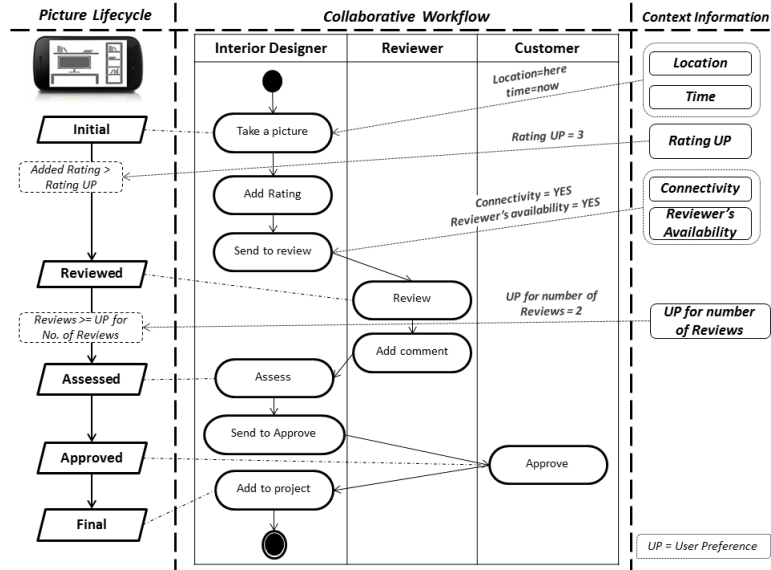 Picture Lifecycle
Collaborative Workflow
Context Information
Interior Designer
Reviewer
Customer
Location=here
time=now
Location
Time
Initial
Take a picture
Rating UP = 3
Rating UP
Added Rating >
Rating UP
Add Rating
Connectivity = YES
Reviewer's availability = YES
Connectivity
Reviewer's
Availability
Send to review
Reviewed
Review
UP for number of
Reviews = 2
UP for number
of Reviews
Reviews >= UP for
No. of Reviews
Add comment
Assessed
Assess
Send to Approve
Approved
Approve
Add to project
Final
UP = User Preference